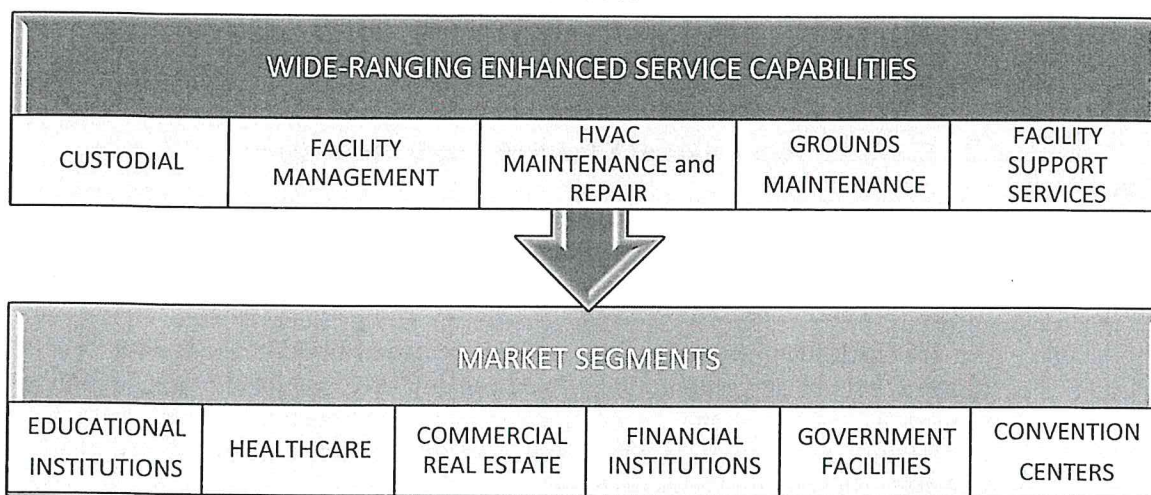 WIDE-RANGING ENHANCED SERVICE CAPABILITIES
CUSTODIAL
FACILITY
MANAGEMENT
HVAC
MAINTENANCE and
REPAIR
GROUNDS
MAINTENANCE
FACILITY
SUPPORT
SERVICES
MARKET SEGMENTS
EDUCATIONAL
INSTITUTIONS
HEALTHCARE
COMMERCIAL
REAL ESTATE
FINANCIAL
INSTITUTIONS
GOVERNMENT
FACILITIES
CONVENTION
CENTERS